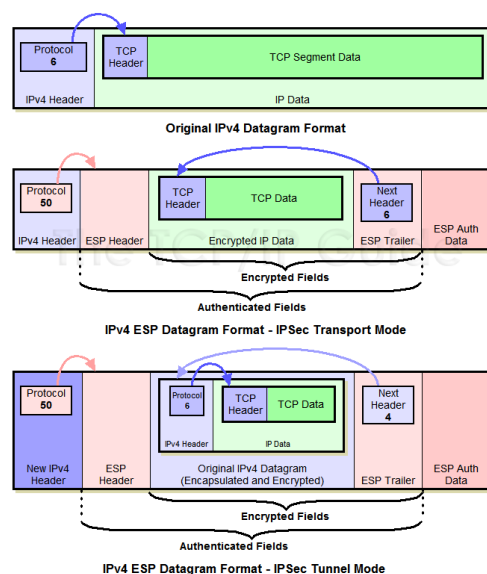 Protocol
6
TCP
Header
TCP Segment Data
IPv4 Header
IP Data
Original IPv4 Datagram Format
Protocol
50
TCP
Header
TCP Data
Next
Header
6
IPv4 Header
ESP Header
Encrypted IP Data
ESP Trailer
ESP Auth
Data
The TCP/IP Guide
Encrypted Fields
Authenticated Fields
IPv4 ESP Datagram Format - IPSec Transport Mode
Protocol
50
Protocol
6
TCP
Header
TCP Data
Next
Header
4
IPv4 Header
IP Data
New IPv4
Header
ESP
Header
Original IPv4 Datagram
(Encapsulated and Encrypted)
ESP Trailer
ESP Auth
Data
Encrypted Fields
Authenticated Fields
IPv4 ESP Datagram Format - IPSec Tunnel Mode